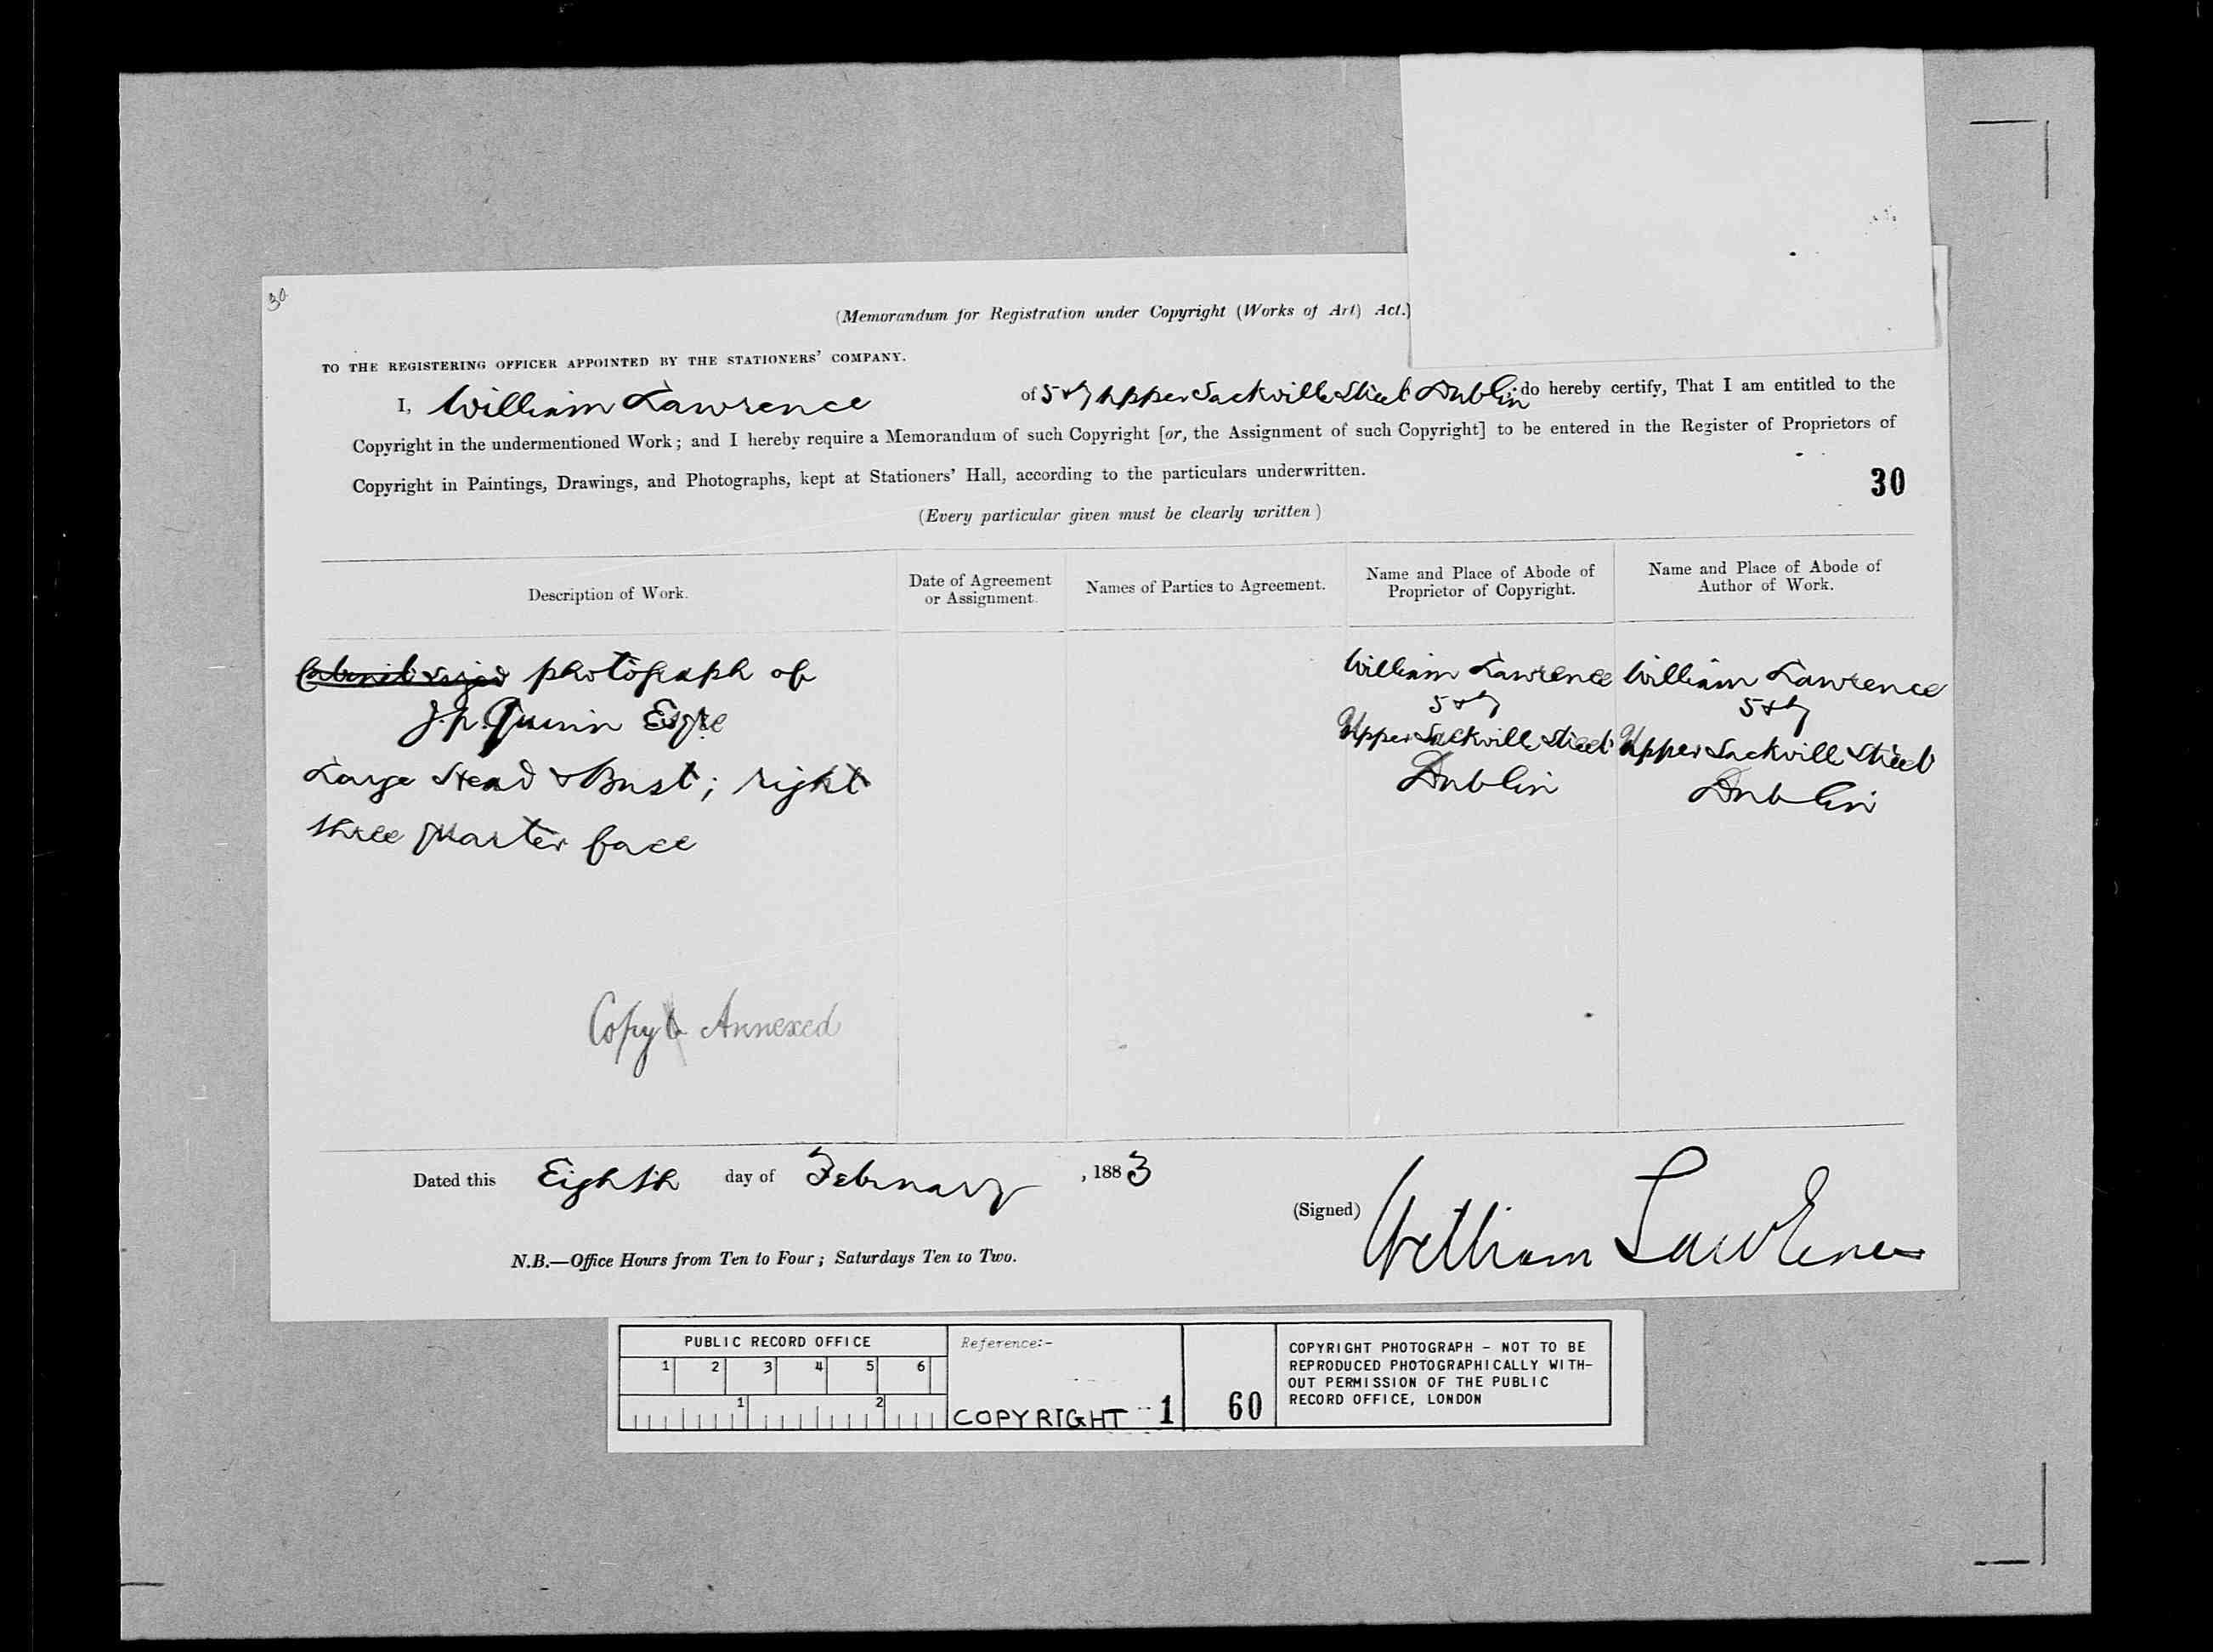 30
(Memorandum for Registration under Copyright (Works of Art) Act.)
TO THE REGISTERING OFFICER APPOINTED BY THE STATIONERS' COMPANY.
I, William Lawrence of 5 & 7 Upper Sackville Street Dublin do hereby certify, That I am entitled to the
Copyright in the undermentioned Work; and I hereby require a Memorandum of such Copyright [or, the Assignment of such Copyright] to be entered in the Register of Proprietors of
Copyright in Paintings, Drawings, and Photographs, kept at Stationers' Hall, according to the particulars underwritten.
30
(Every particular given must be clearly written)
Description of Work.
Date of Agreement
or Assignment.
Names of Parties to Agreement.
Name and Place of Abode of
Proprietor of Copyright.
Name and Place of Abode of
Author of Work.
Cabinet sized photograph of
J.P. Quinn Esqre
Large Head & Bust; right
three quarter face
Copy Annexed
William Lawrence
5 & 7
Upper Sackville Street
Dublin
William Lawrence
5 & 7
Upper Sackville Street
Dublin
Dated this Eighth day of February, 1883
(Signed) William Lawrence
N.B.—Office Hours from Ten to Four; Saturdays Ten to Two.
PUBLIC RECORD OFFICE
1 2 3 4 5 6
1 2
Reference:-
COPYRIGHT 1
60
COPYRIGHT PHOTOGRAPH - NOT TO BE
REPRODUCED PHOTOGRAPHICALLY WITH-
OUT PERMISSION OF THE PUBLIC
RECORD OFFICE, LONDON